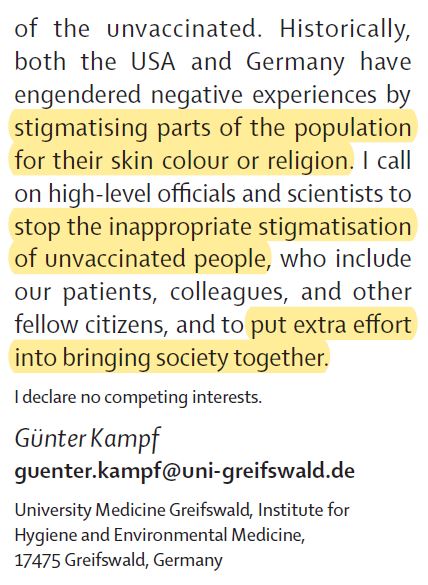 of the unvaccinated. Historically,
both the USA and Germany have
engendered negative experiences by
stigmatising parts of the population
for their skin colour or religion. I call
on high-level officials and scientists to
stop the inappropriate stigmatisation
of unvaccinated people, who include
our patients, colleagues, and other
fellow citizens, and to put extra effort
into bringing society together.
I declare no competing interests.
Günter Kampf
guenter.kampf@uni-greifswald.de
University Medicine Greifswald, Institute for
Hygiene and Environmental Medicine,
17475 Greifswald, Germany